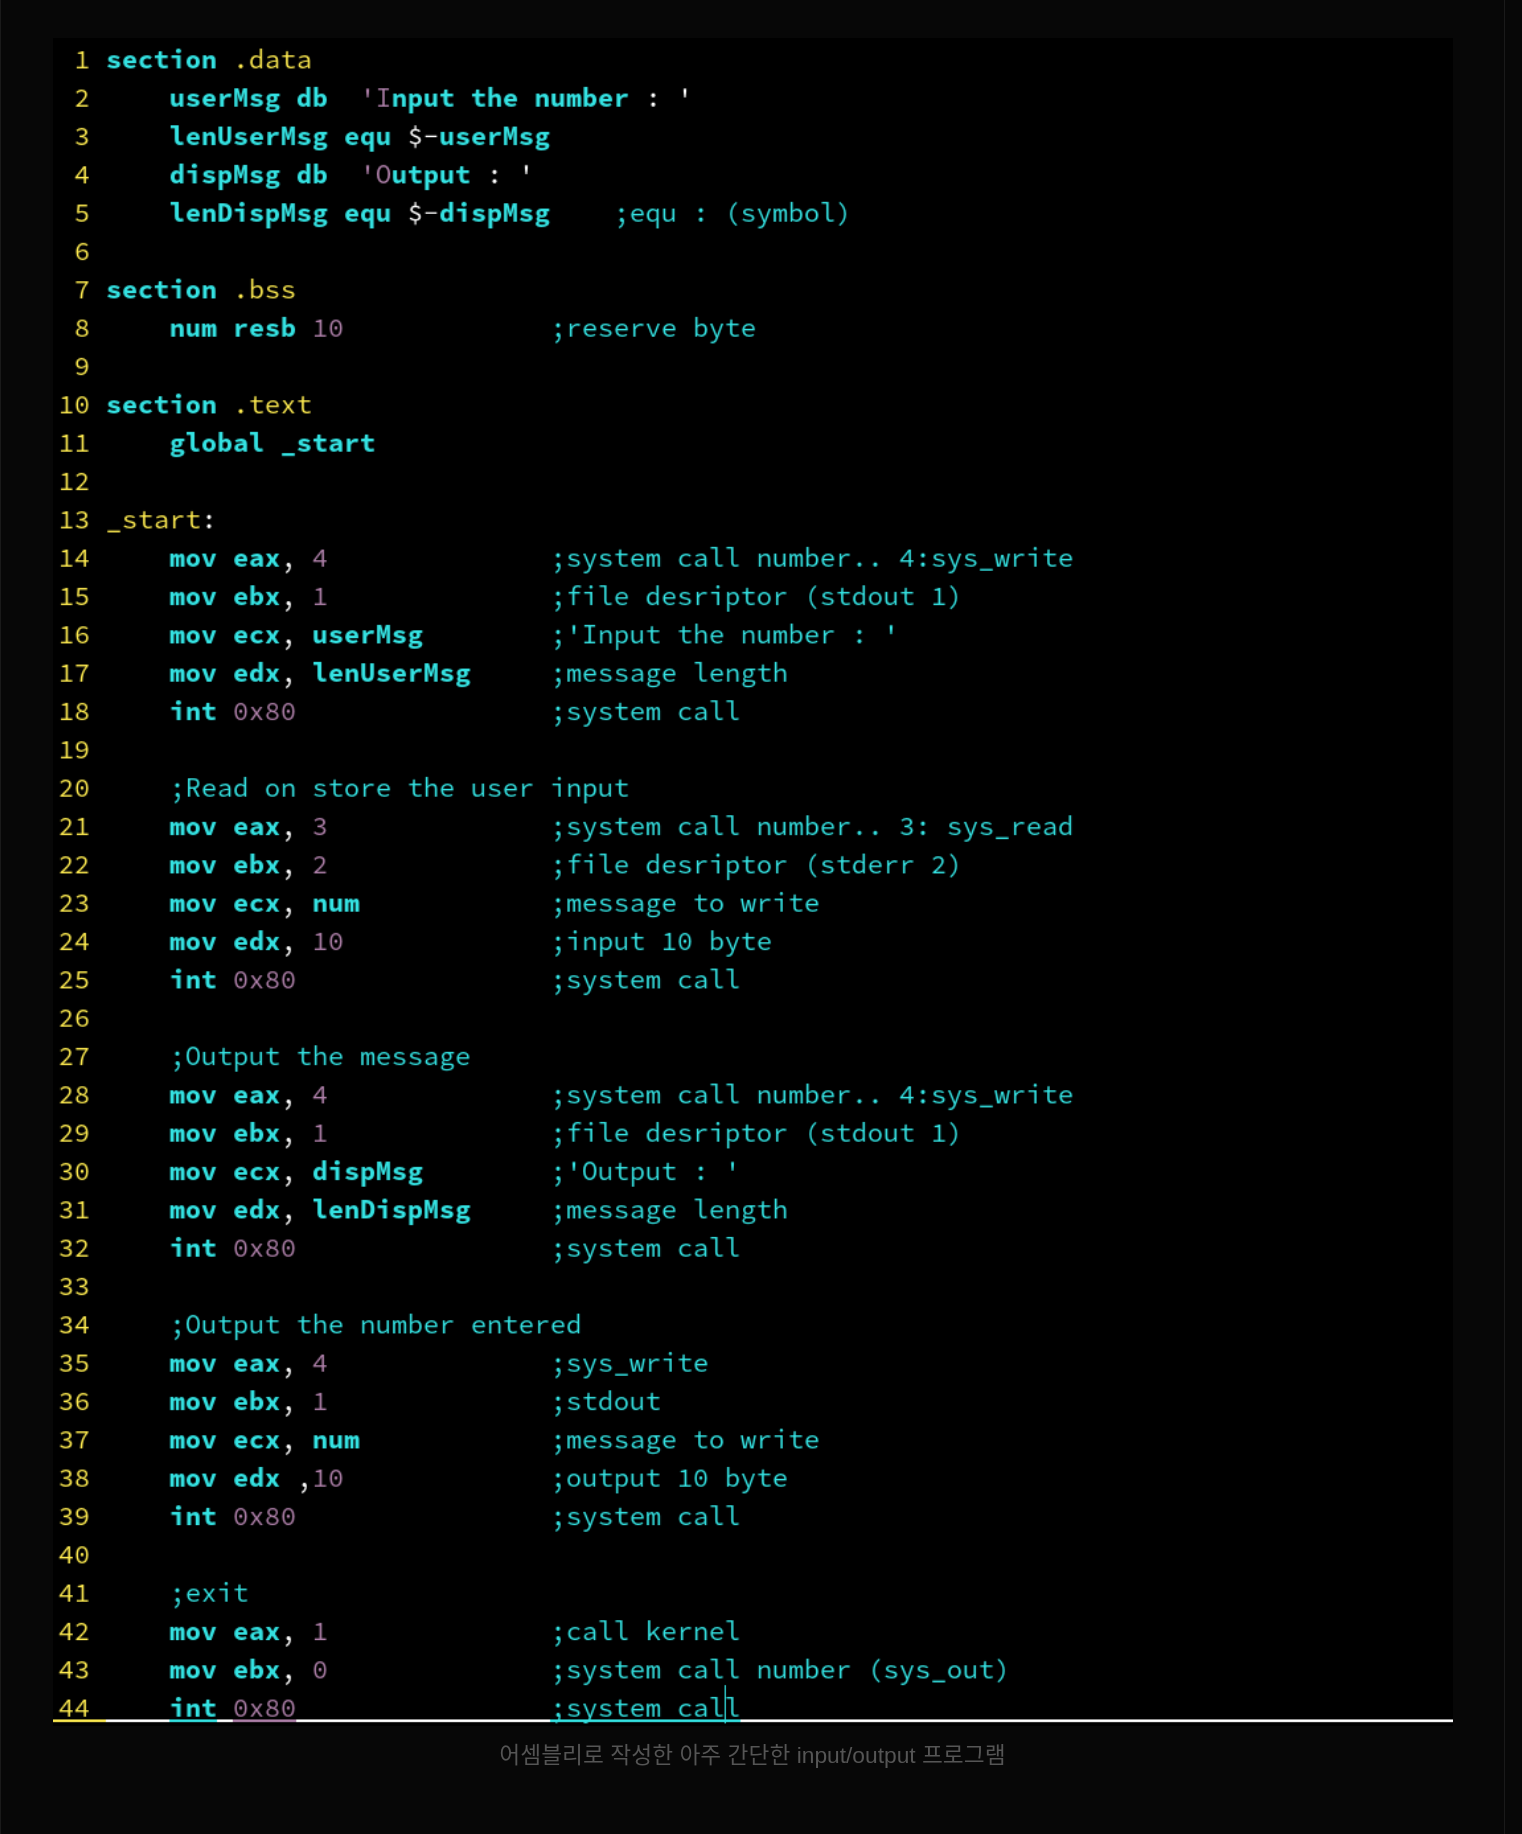 1 section .data
2     userMsg db  'Input the number : '
3     lenUserMsg equ $-userMsg
4     dispMsg db  'Output : '
5     lenDispMsg equ $-dispMsg    ;equ : (symbol)
6
7 section .bss
8     num resb 10             ;reserve byte
9
10 section .text
11     global _start
12
13 _start:
14     mov eax, 4              ;system call number.. 4:sys_write
15     mov ebx, 1              ;file desriptor (stdout 1)
16     mov ecx, userMsg        ;'Input the number : '
17     mov edx, lenUserMsg     ;message length
18     int 0x80                ;system call
19
20     ;Read on store the user input
21     mov eax, 3              ;system call number.. 3: sys_read
22     mov ebx, 2              ;file desriptor (stderr 2)
23     mov ecx, num            ;message to write
24     mov edx, 10             ;input 10 byte
25     int 0x80                ;system call
26
27     ;Output the message
28     mov eax, 4              ;system call number.. 4:sys_write
29     mov ebx, 1              ;file desriptor (stdout 1)
30     mov ecx, dispMsg        ;'Output : '
31     mov edx, lenDispMsg     ;message length
32     int 0x80                ;system call
33
34     ;Output the number entered
35     mov eax, 4              ;sys_write
36     mov ebx, 1              ;stdout
37     mov ecx, num            ;message to write
38     mov edx ,10             ;output 10 byte
39     int 0x80                ;system call
40
41     ;exit
42     mov eax, 1              ;call kernel
43     mov ebx, 0              ;system call number (sys_out)
44     int 0x80                ;system call
어셈블리로 작성한 아주 간단한 input/output 프로그램